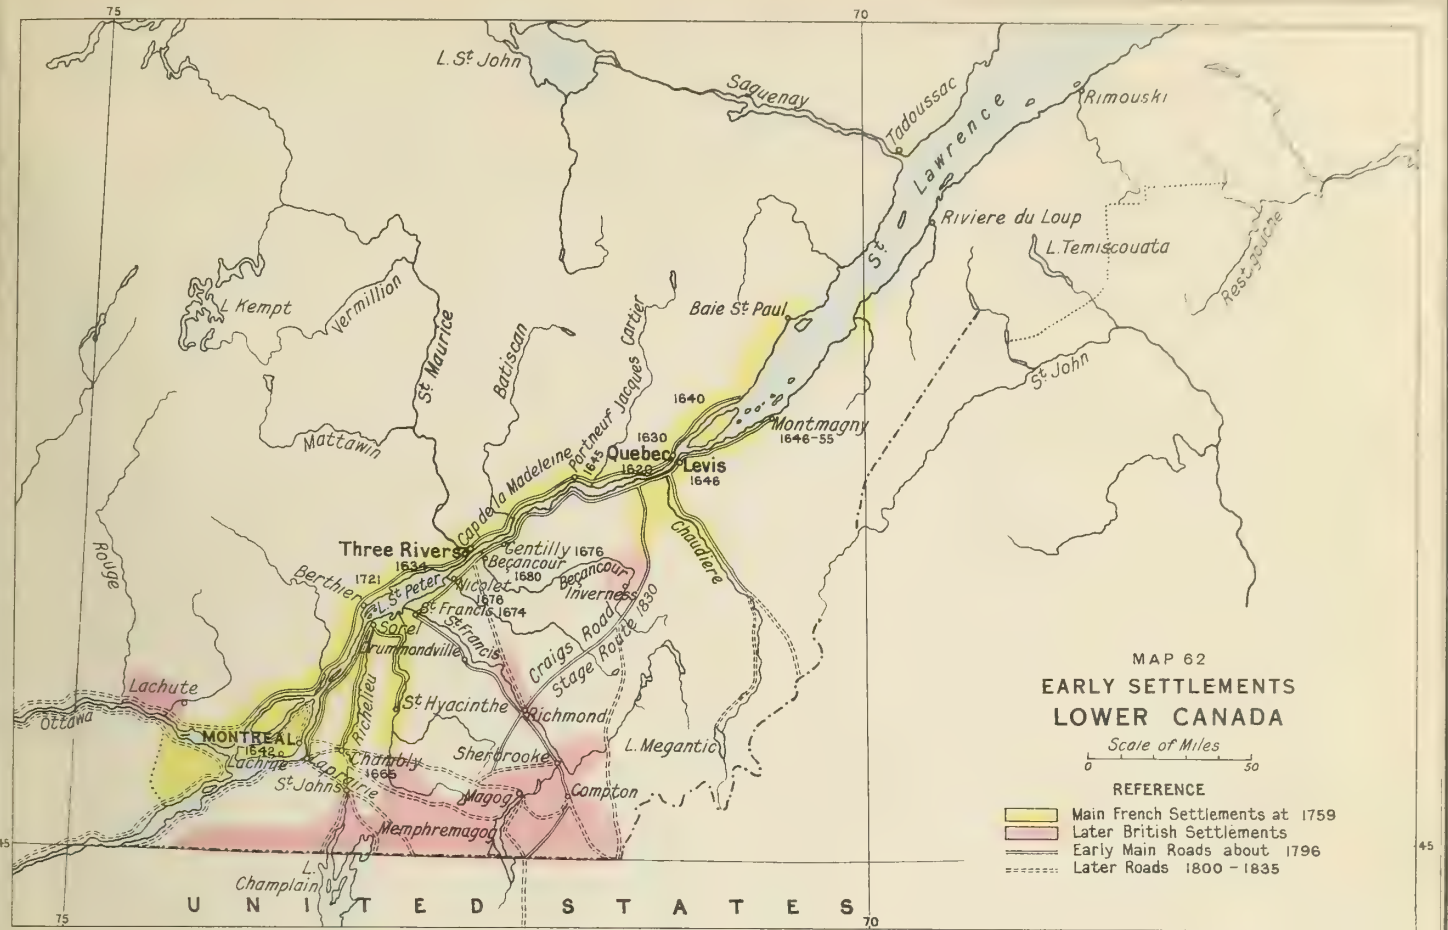 75
70
L. St. John
Saguenay
Tadoussac
Rimouski
St. Lawrence
Riviere du Loup
L. Temiscouata
Restigouche
L. Kempt
Vermillion
St Maurice
Batiscan
Jacques Cartier
Baie St Paul
St. John
Mattawin
1640
Montmagny
1646-55
1630
Quebec
1620
Levis
1646
Portneuf
1645
Cap de la Madeleine
Chaudiere
Rouge
Three Rivers
1634
Gentilly 1676
Becancour
1680
Becancour
Inverness
Berthier
1721
L. St Peter
Nicolet
1676
St Francis 1674
St Francis
Sorel
Drummondville
Craigs Road
Stage Route 1830
Lachute
Ottawa
Richelieu
St Hyacinthe
Richmond
MONTREAL
1642
Lachine
Laprairie
Chambly
1665
St Johns
Sherbrooke
L. Megantic
Magog
Compton
Memphremagog
L. Champlain
UNITED STATES
45
45
75
70
MAP 62
EARLY SETTLEMENTS
LOWER CANADA
Scale of Miles
0 50
REFERENCE
Main French Settlements at 1759
Later British Settlements
Early Main Roads about 1796
Later Roads 1800 - 1835